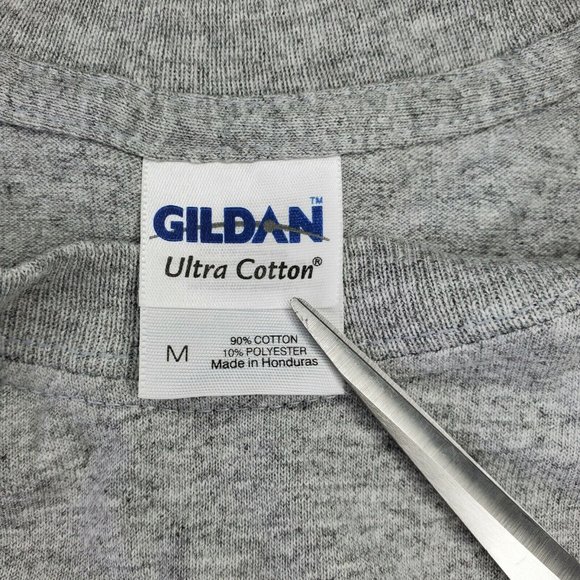 GILDAN™
Ultra Cotton®
M
90% COTTON
10% POLYESTER
Made in Honduras